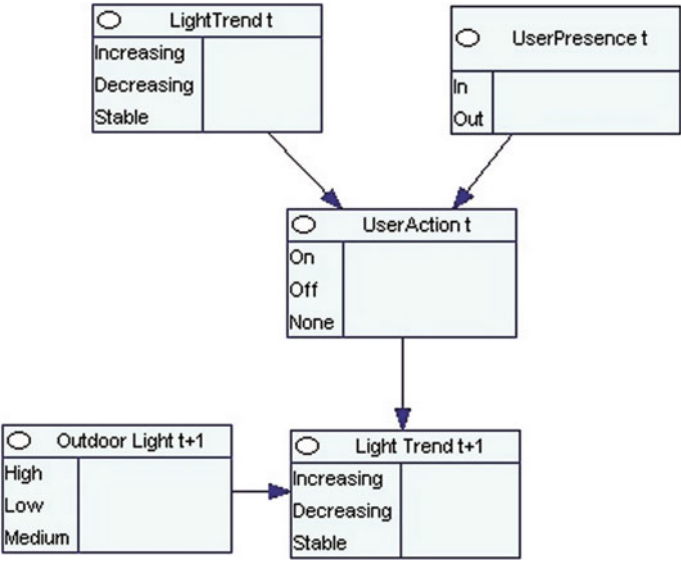 LightTrend t
Increasing
Decreasing
Stable
UserPresence t
In
Out
UserAction t
On
Off
None
Outdoor Light t+1
High
Low
Medium
Light Trend t+1
Increasing
Decreasing
Stable